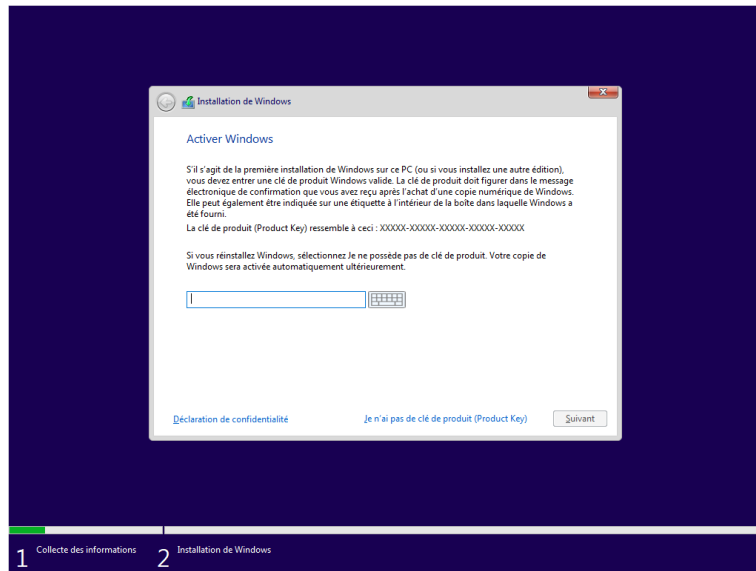 Installation de Windows
Activer Windows
S'il s'agit de la première installation de Windows sur ce PC (ou si vous installez une autre édition),
vous devez entrer une clé de produit Windows valide. La clé de produit doit figurer dans le message
électronique de confirmation que vous avez reçu après l'achat d'une copie numérique de Windows.
Elle peut également être indiquée sur une étiquette à l'intérieur de la boîte dans laquelle Windows a
été fourni.
La clé de produit (Product Key) ressemble à ceci : XXXXX-XXXXX-XXXXX-XXXXX-XXXXX
Si vous réinstallez Windows, sélectionnez Je ne possède pas de clé de produit. Votre copie de
Windows sera activée automatiquement ultérieurement.
Déclaration de confidentialité
Je n'ai pas de clé de produit (Product Key)
Suivant
1 Collecte des informations
2 Installation de Windows